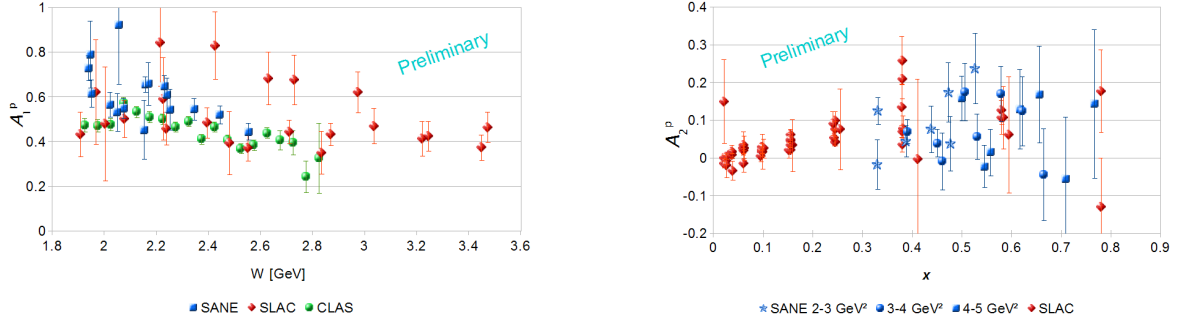 1
0.8
0.6
0.4
0.2
0
A₁ᵖ
Preliminary
1.8 2 2.2 2.4 2.6 2.8 3 3.2 3.4 3.6
W [GeV]
SANE SLAC CLAS
0.4
0.3
0.2
0.1
0
-0.1
-0.2
A₂ᵖ
Preliminary
0 0.1 0.2 0.3 0.4 0.5 0.6 0.7 0.8 0.9
x
SANE 2-3 GeV² 3-4 GeV² 4-5 GeV² SLAC